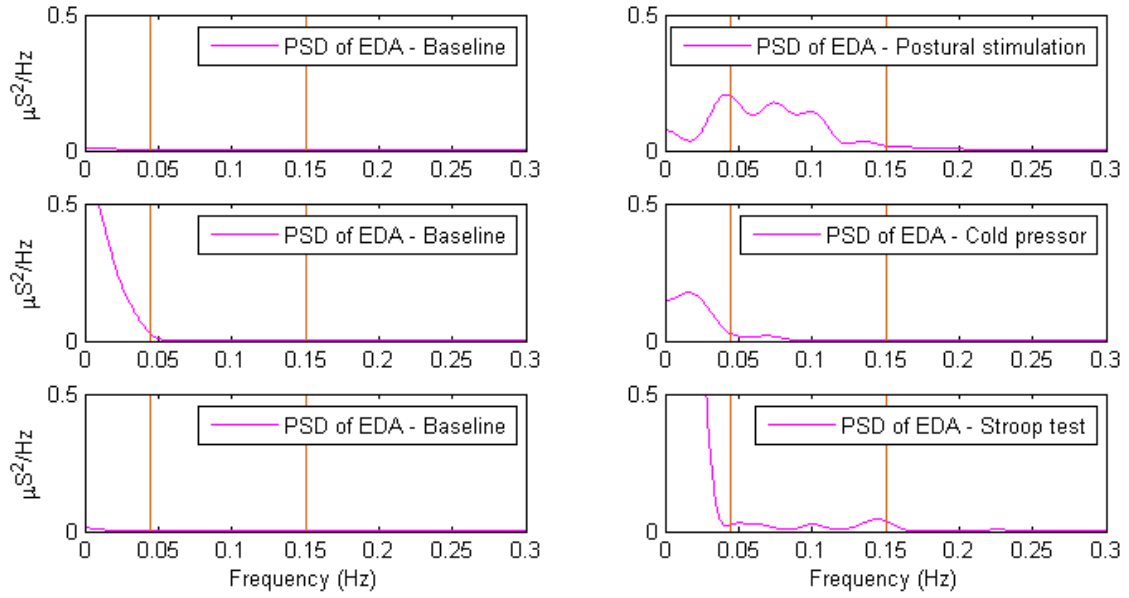 0.5 0.5
PSD of EDA - Baseline PSD of EDA - Postural stimulation
µS²/Hz
0 0
0 0.05 0.1 0.15 0.2 0.25 0.3 0 0.05 0.1 0.15 0.2 0.25 0.3
0.5 0.5
PSD of EDA - Baseline PSD of EDA - Cold pressor
µS²/Hz
0 0
0 0.05 0.1 0.15 0.2 0.25 0.3 0 0.05 0.1 0.15 0.2 0.25 0.3
0.5 0.5
PSD of EDA - Baseline PSD of EDA - Stroop test
µS²/Hz
0 0
0 0.05 0.1 0.15 0.2 0.25 0.3 0 0.05 0.1 0.15 0.2 0.25 0.3
Frequency (Hz) Frequency (Hz)